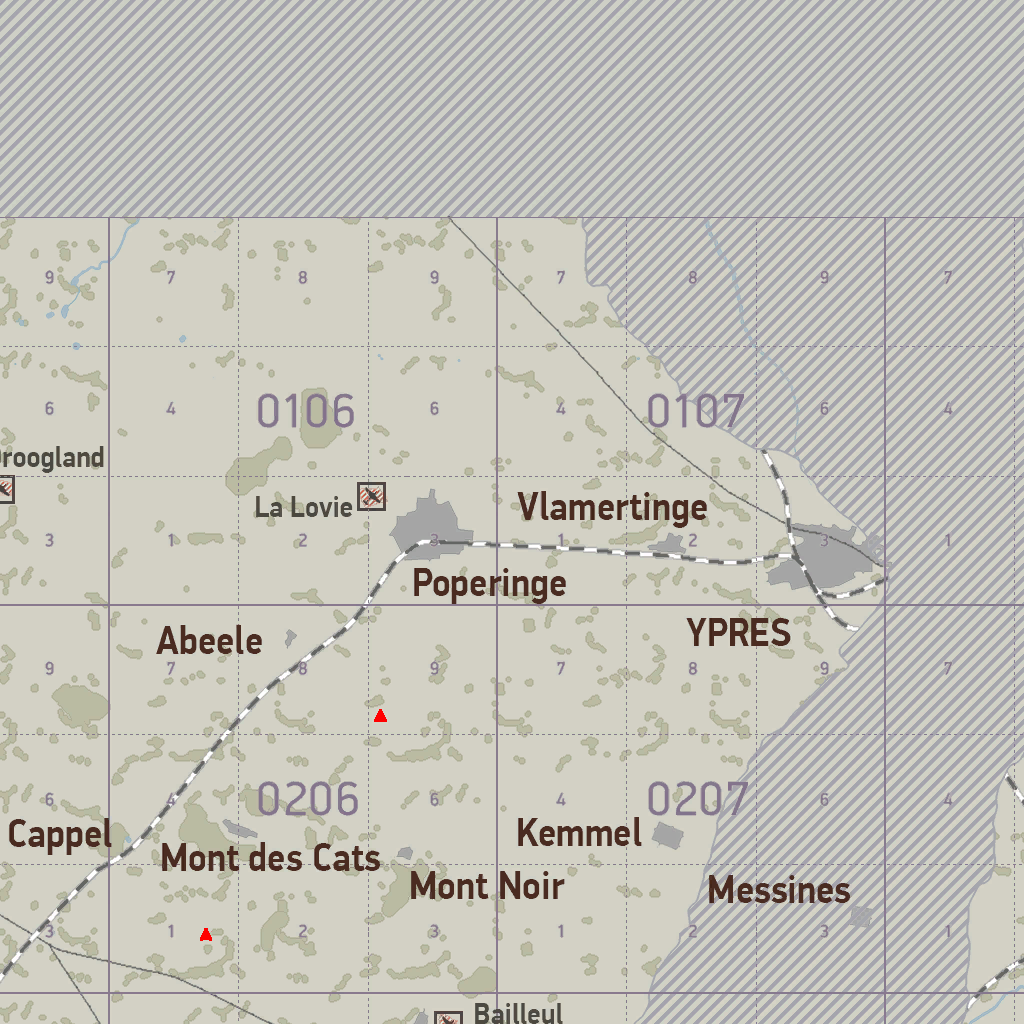 9 7 8 9 7 8 9 7
0106 0107
6 4 6 4 6 4
roogland
La Lovie
Vlamertinge
3 1 2 3 1 2 3 1
Poperinge
Abeele
YPRES
9 7 8 9 7 8 9 7
0206 0207
6 4 6 4 6 4
Cappel
Kemmel
Mont des Cats
Mont Noir
Messines
3 1 2 3 1 2 3 1
Bailleul